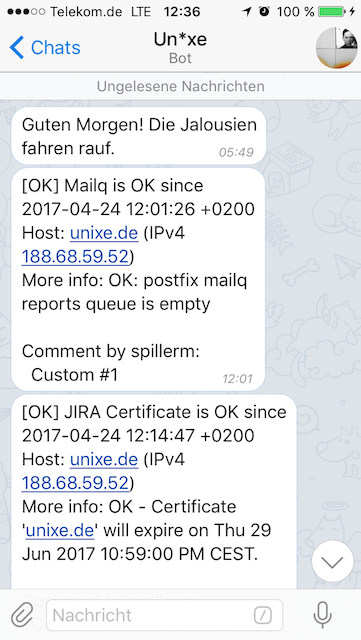 Telekom.de LTE 12:36 100 %
Chats
Un*xe
Bot
Ungelesene Nachrichten
Guten Morgen! Die Jalousien
fahren rauf.
05:49
[OK] Mailq is OK since
2017-04-24 12:01:26 +0200
Host: unixe.de (IPv4
188.68.59.52)
More info: OK: postfix mailq
reports queue is empty
Comment by spillerm:
Custom #1
12:01
[OK] JIRA Certificate is OK since
2017-04-24 12:14:47 +0200
Host: unixe.de (IPv4
188.68.59.52)
More info: OK - Certificate
'unixe.de' will expire on Thu 29
Jun 2017 10:59:00 PM CEST.
Nachricht